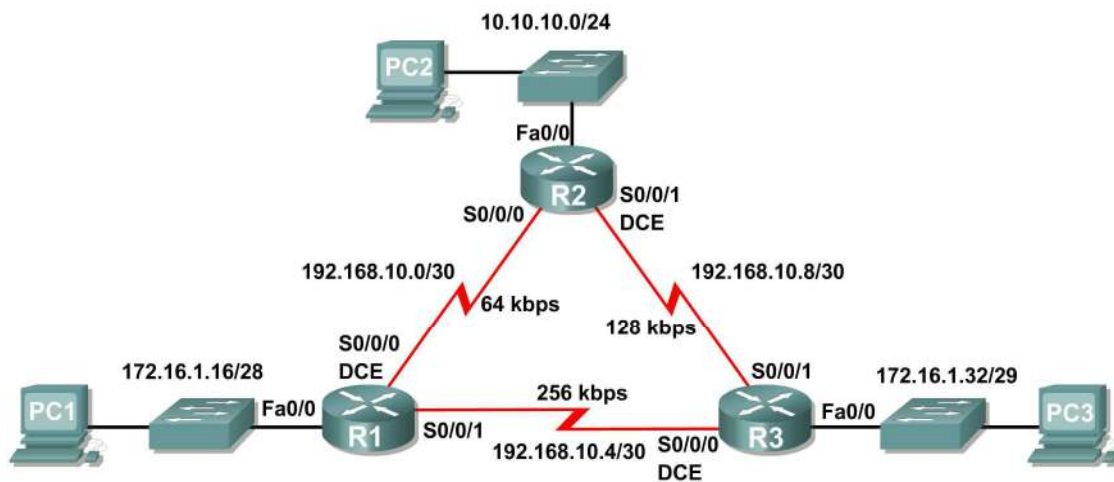 10.10.10.0/24
PC2
Fa0/0
R2
S0/0/1
DCE
S0/0/0
192.168.10.0/30
192.168.10.8/30
64 kbps
128 kbps
S0/0/0
DCE
S0/0/1
172.16.1.16/28
256 kbps
172.16.1.32/29
PC1
Fa0/0
R1
S0/0/1
192.168.10.4/30
S0/0/0
DCE
R3
Fa0/0
PC3